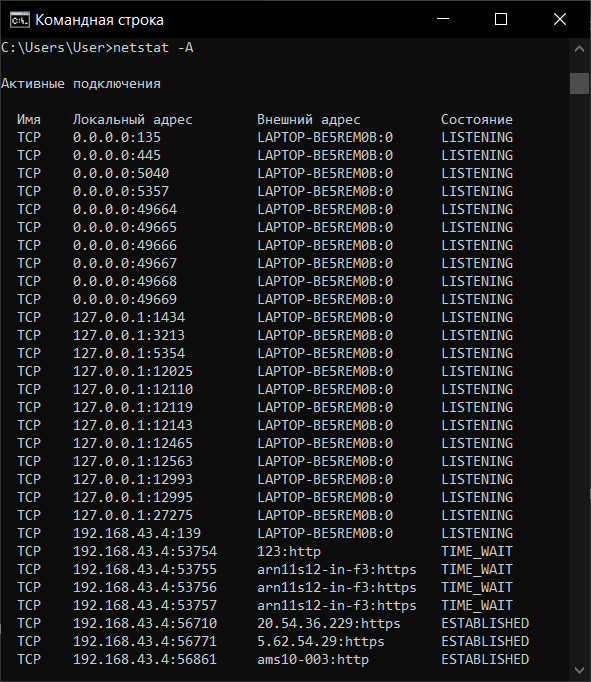 Командная строка
C:\Users\User>netstat -A
Активные подключения
Имя Локальный адрес Внешний адрес Состояние
TCP 0.0.0.0:135 LAPTOP-BE5REM0B:0 LISTENING
TCP 0.0.0.0:445 LAPTOP-BE5REM0B:0 LISTENING
TCP 0.0.0.0:5040 LAPTOP-BE5REM0B:0 LISTENING
TCP 0.0.0.0:5357 LAPTOP-BE5REM0B:0 LISTENING
TCP 0.0.0.0:49664 LAPTOP-BE5REM0B:0 LISTENING
TCP 0.0.0.0:49665 LAPTOP-BE5REM0B:0 LISTENING
TCP 0.0.0.0:49666 LAPTOP-BE5REM0B:0 LISTENING
TCP 0.0.0.0:49667 LAPTOP-BE5REM0B:0 LISTENING
TCP 0.0.0.0:49668 LAPTOP-BE5REM0B:0 LISTENING
TCP 0.0.0.0:49669 LAPTOP-BE5REM0B:0 LISTENING
TCP 127.0.0.1:1434 LAPTOP-BE5REM0B:0 LISTENING
TCP 127.0.0.1:3213 LAPTOP-BE5REM0B:0 LISTENING
TCP 127.0.0.1:5354 LAPTOP-BE5REM0B:0 LISTENING
TCP 127.0.0.1:12025 LAPTOP-BE5REM0B:0 LISTENING
TCP 127.0.0.1:12110 LAPTOP-BE5REM0B:0 LISTENING
TCP 127.0.0.1:12119 LAPTOP-BE5REM0B:0 LISTENING
TCP 127.0.0.1:12143 LAPTOP-BE5REM0B:0 LISTENING
TCP 127.0.0.1:12465 LAPTOP-BE5REM0B:0 LISTENING
TCP 127.0.0.1:12563 LAPTOP-BE5REM0B:0 LISTENING
TCP 127.0.0.1:12993 LAPTOP-BE5REM0B:0 LISTENING
TCP 127.0.0.1:12995 LAPTOP-BE5REM0B:0 LISTENING
TCP 127.0.0.1:27275 LAPTOP-BE5REM0B:0 LISTENING
TCP 192.168.43.4:139 LAPTOP-BE5REM0B:0 LISTENING
TCP 192.168.43.4:53754 123:http TIME_WAIT
TCP 192.168.43.4:53755 arn11s12-in-f3:https TIME_WAIT
TCP 192.168.43.4:53756 arn11s12-in-f3:https TIME_WAIT
TCP 192.168.43.4:53757 arn11s12-in-f3:https TIME_WAIT
TCP 192.168.43.4:56710 20.54.36.229:https ESTABLISHED
TCP 192.168.43.4:56771 5.62.54.29:https ESTABLISHED
TCP 192.168.43.4:56861 ams10-003:http ESTABLISHED